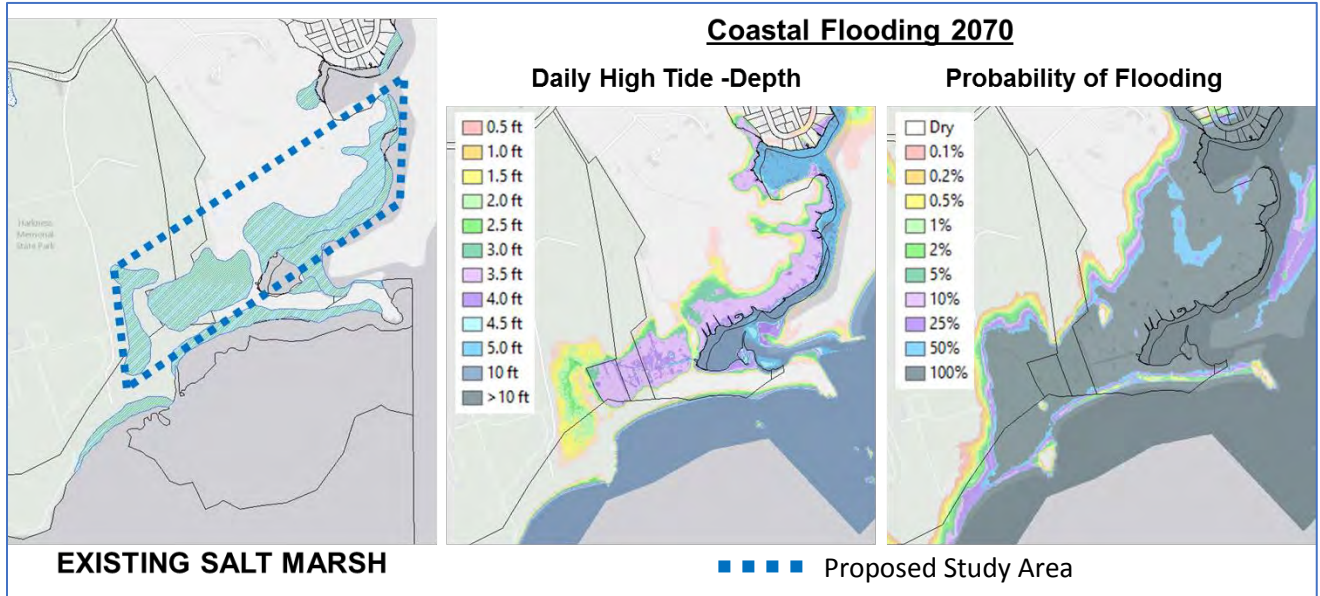 Coastal Flooding 2070
Daily High Tide -Depth
Probability of Flooding
Harkness
Memorial
State Park
0.5 ft
1.0 ft
1.5 ft
2.0 ft
2.5 ft
3.0 ft
3.5 ft
4.0 ft
4.5 ft
5.0 ft
10 ft
>10 ft
Dry
0.1%
0.2%
0.5%
1%
2%
5%
10%
25%
50%
100%
EXISTING SALT MARSH
Proposed Study Area